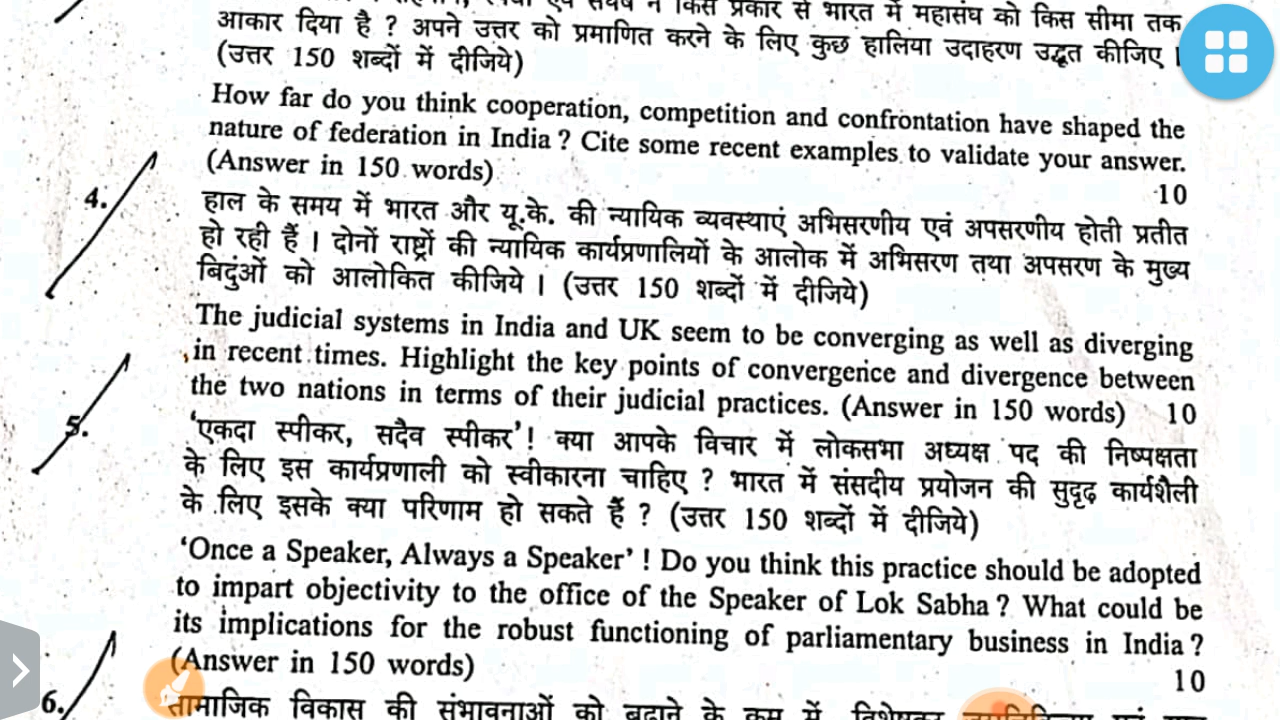 प्रकार से भारत में महासंघ को किस सीमा तक
आकार दिया है ? अपने उत्तर को प्रमाणित करने के लिए कुछ हालिया उदाहरण उद्धृत कीजिए ।
(उत्तर 150 शब्दों में दीजिये)
How far do you think cooperation, competition and confrontation have shaped the
nature of federation in India ? Cite some recent examples to validate your answer.
(Answer in 150 words)
10
4.
हाल के समय में भारत और यू.के. की न्यायिक व्यवस्थाएं अभिसरणीय एवं अपसरणीय होती प्रतीत
हो रही हैं । दोनों राष्ट्रों की न्यायिक कार्यप्रणालियों के आलोक में अभिसरण तथा अपसरण के मुख्य
बिदुंओं को आलोकित कीजिये । (उत्तर 150 शब्दों में दीजिये)
The judicial systems in India and UK seem to be converging as well as diverging
in recent times. Highlight the key points of convergence and divergence between
the two nations in terms of their judicial practices. (Answer in 150 words) 10
5.
'एकदा स्पीकर, सदैव स्पीकर' ! क्या आपके विचार में लोकसभा अध्यक्ष पद की निष्पक्षता
के लिए इस कार्यप्रणाली को स्वीकारना चाहिए ? भारत में संसदीय प्रयोजन की सुदृढ़ कार्यशैली
के लिए इसके क्या परिणाम हो सकते हैं ? (उत्तर 150 शब्दों में दीजिये)
'Once a Speaker, Always a Speaker' ! Do you think this practice should be adopted
to impart objectivity to the office of the Speaker of Lok Sabha ? What could be
its implications for the robust functioning of parliamentary business in India ?
(Answer in 150 words)
10
6.
सामाजिक विकास की संभावनाओं को बढ़ाने के क्रम में,